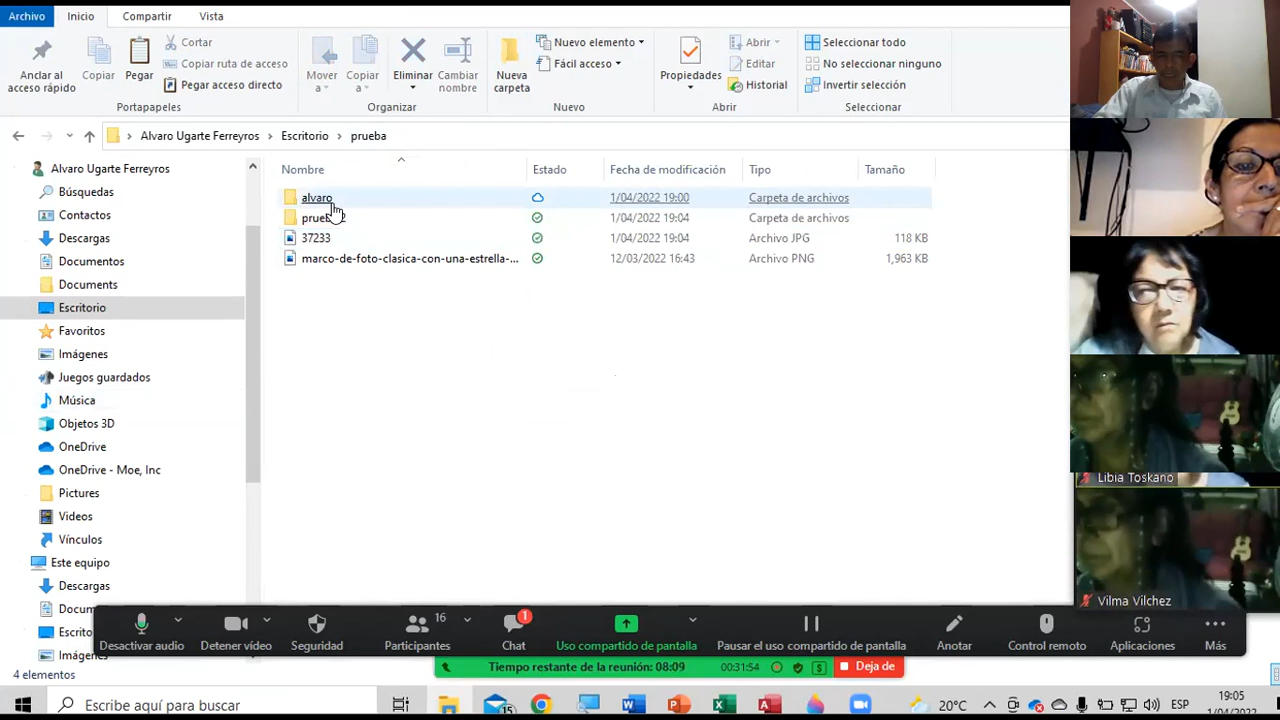 Archivo Inicio Compartir Vista
Anclar al acceso rápido
Copiar
Pegar
Cortar
Copiar ruta de acceso
Pegar acceso directo
Portapapeles
Mover a
Copiar a
Eliminar
Cambiar nombre
Organizar
Nueva carpeta
Nuevo elemento
Fácil acceso
Nuevo
Propiedades
Abrir
Editar
Historial
Abrir
Seleccionar todo
No seleccionar ninguno
Invertir selección
Seleccionar
Alvaro Ugarte Ferreyros > Escritorio > prueba
Alvaro Ugarte Ferreyros
Búsquedas
Contactos
Descargas
Documentos
Documents
Escritorio
Favoritos
Imágenes
Juegos guardados
Música
Objetos 3D
OneDrive
OneDrive - Moe, Inc
Pictures
Videos
Vínculos
Este equipo
Descargas
Nombre Estado Fecha de modificación Tipo Tamaño
alvaro 1/04/2022 19:00 Carpeta de archivos
1/04/2022 19:04 Carpeta de archivos
37233 1/04/2022 19:04 Archivo JPG 118 KB
marco-de-foto-clasica-con-una-estrella-... 12/03/2022 16:43 Archivo PNG 1,963 KB
Libia Toskano
Vilma Vilchez
Desactivar audio
Detener video
Seguridad
16
Participantes
1
Chat
Uso compartido de pantalla
Pausar el uso compartido de pantalla
Anotar
Control remoto
Aplicaciones
Más
Tiempo restante de la reunión: 08:09 00:31:54 Deja de
4 elementos
Escribe aquí para buscar
15
20°C
ESP
19:05
1/04/2022